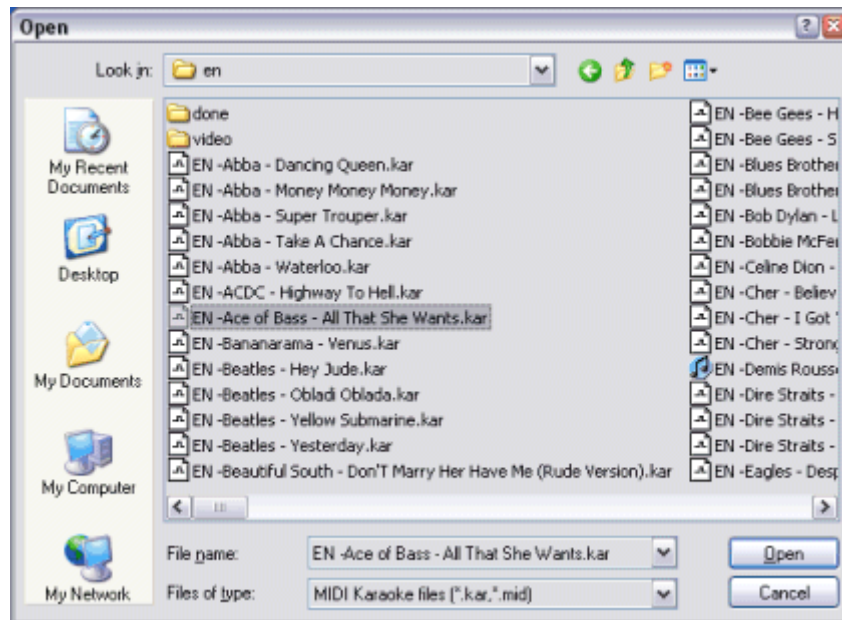 Open
Look in:
en
My Recent
Documents
Desktop
My Documents
My Computer
My Network
done
video
EN -Abba - Dancing Queen.kar
EN -Abba - Money Money Money.kar
EN -Abba - Super Trouper.kar
EN -Abba - Take A Chance.kar
EN -Abba - Waterloo.kar
EN -ACDC - Highway To Hell.kar
EN -Ace of Bass - All That She Wants.kar
EN -Bananarama - Venus.kar
EN -Beatles - Hey Jude.kar
EN -Beatles - Obladi Oblada.kar
EN -Beatles - Yellow Submarine.kar
EN -Beatles - Yesterday.kar
EN -Beautiful South - Don'T Marry Her Have Me (Rude Version).kar
EN -Bee Gees - H
EN -Bee Gees - S
EN -Blues Brother
EN -Blues Brother
EN -Bob Dylan - L
EN -Bobbie McFer
EN -Celine Dion -
EN -Cher - Believ
EN -Cher - I Got '
EN -Cher - Strong
EN -Demis Rouss
EN -Dire Straits -
EN -Dire Straits -
EN -Dire Straits -
EN -Eagles - Desp
File name:
EN -Ace of Bass - All That She Wants.kar
Open
Files of type:
MIDI Karaoke files (*.kar,*.mid)
Cancel